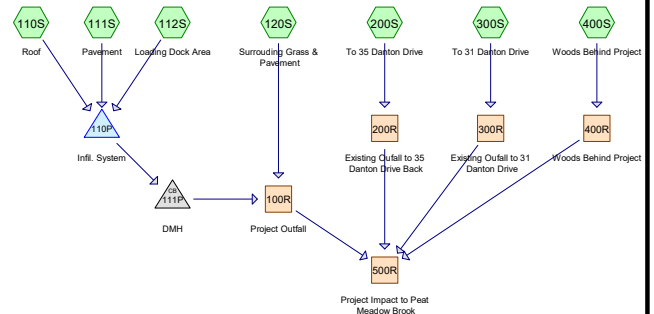 110S 111S 112S 120S 200S 300S 400S
Roof Pavement Loading Dock Area Surrouding Grass & To 35 Danton Drive To 31 Danton Drive Woods Behind Project
Pavement
110P 200R 300R 400R
Infil. System Existing Oufall to 35 Existing Oufall to 31 Woods Behind Project
Danton Drive Back Danton Drive
CB
111P 100R
DMH Project Outfall
500R
Project Impact to Peat
Meadow Brook